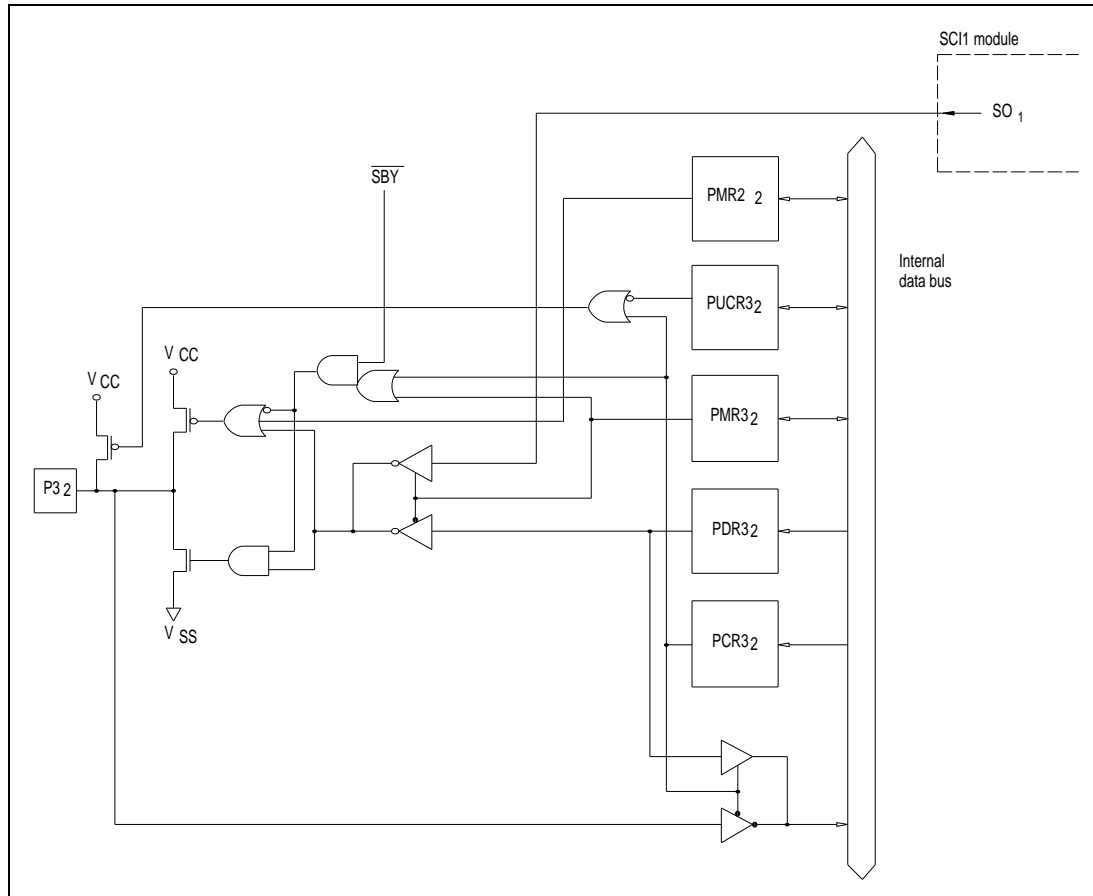 SCI1 module
SO 1
SBY
PMR2 2
Internal
data bus
PUCR3 2
V CC
V CC
PMR3 2
P3 2
PDR3 2
V SS
PCR3 2